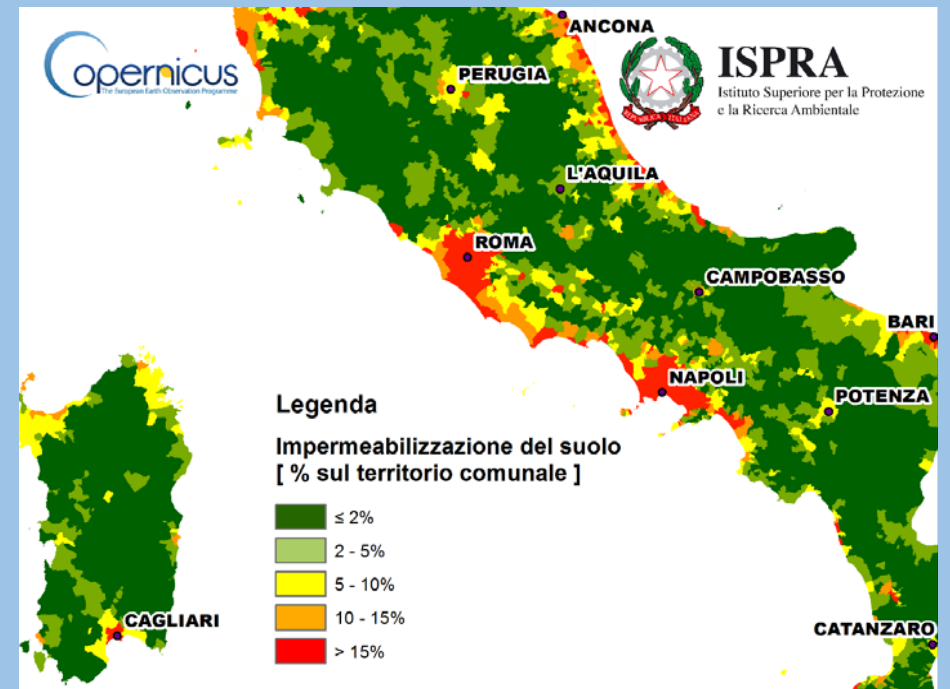 opernicus
The European Earth Observation Programme
ANCONA
ISPRA
Istituto Superiore per la Protezione
e la Ricerca Ambientale
PERUGIA
L'AQUILA
ROMA
CAMPOBASSO
BARI
NAPOLI
POTENZA
Legenda
Impermeabilizzazione del suolo
[ % sul territorio comunale ]
≤ 2%
2 - 5%
5 - 10%
10 - 15%
> 15%
CAGLIARI
CATANZARO